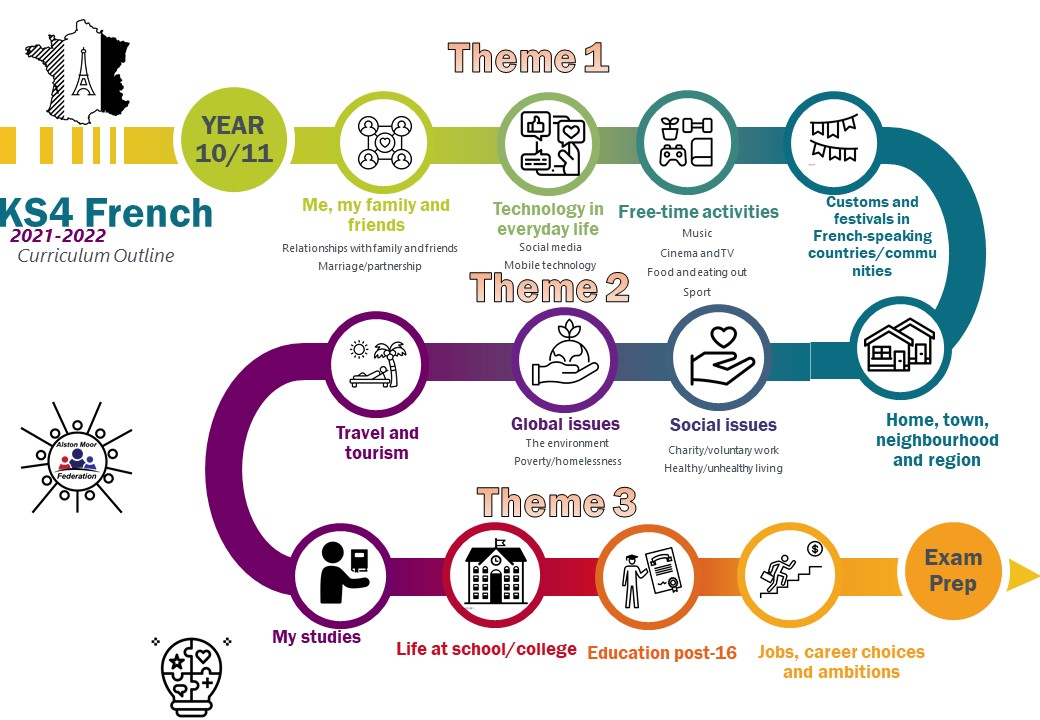 Theme 1
YEAR
10/11
KS4 French
2021-2022
Curriculum Outline
Me, my family and
friends
Relationships with family and friends
Marriage/partnership
Technology in
everyday life
Social media
Mobile technology
Free-time activities
Music
Cinema and TV
Food and eating out
Sport
Customs and
festivals in
French-speaking
countries/commu
nities
Theme 2
Home, town,
neighbourhood
and region
Social issues
Charity/voluntary work
Healthy/unhealthy living
Global issues
The environment
Poverty/homelessness
Travel and
tourism
Alston Moor
Federation
Theme 3
My studies
Life at school/college
Education post-16
$
Jobs, career choices
and ambitions
Exam
Prep